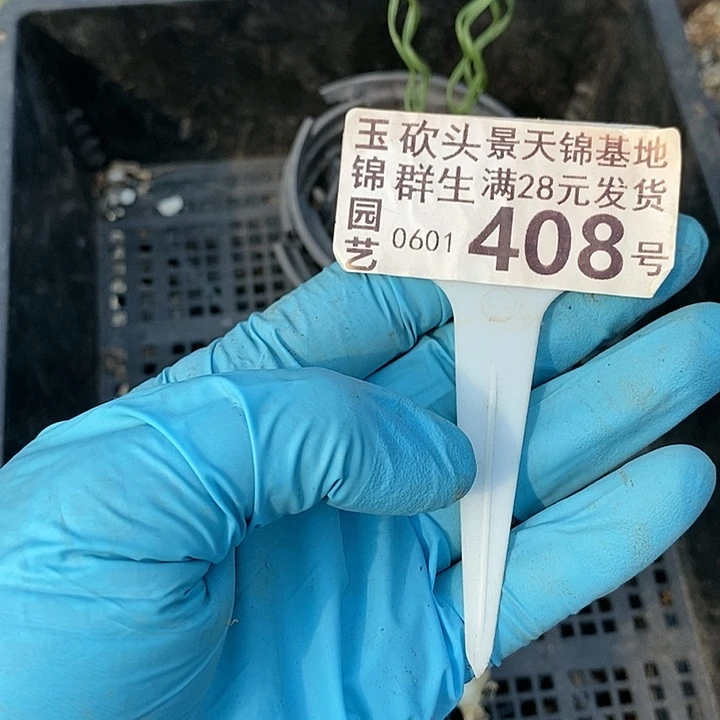 玉锦园艺
砍头景天锦基地
群生满28元发货
0601 408号